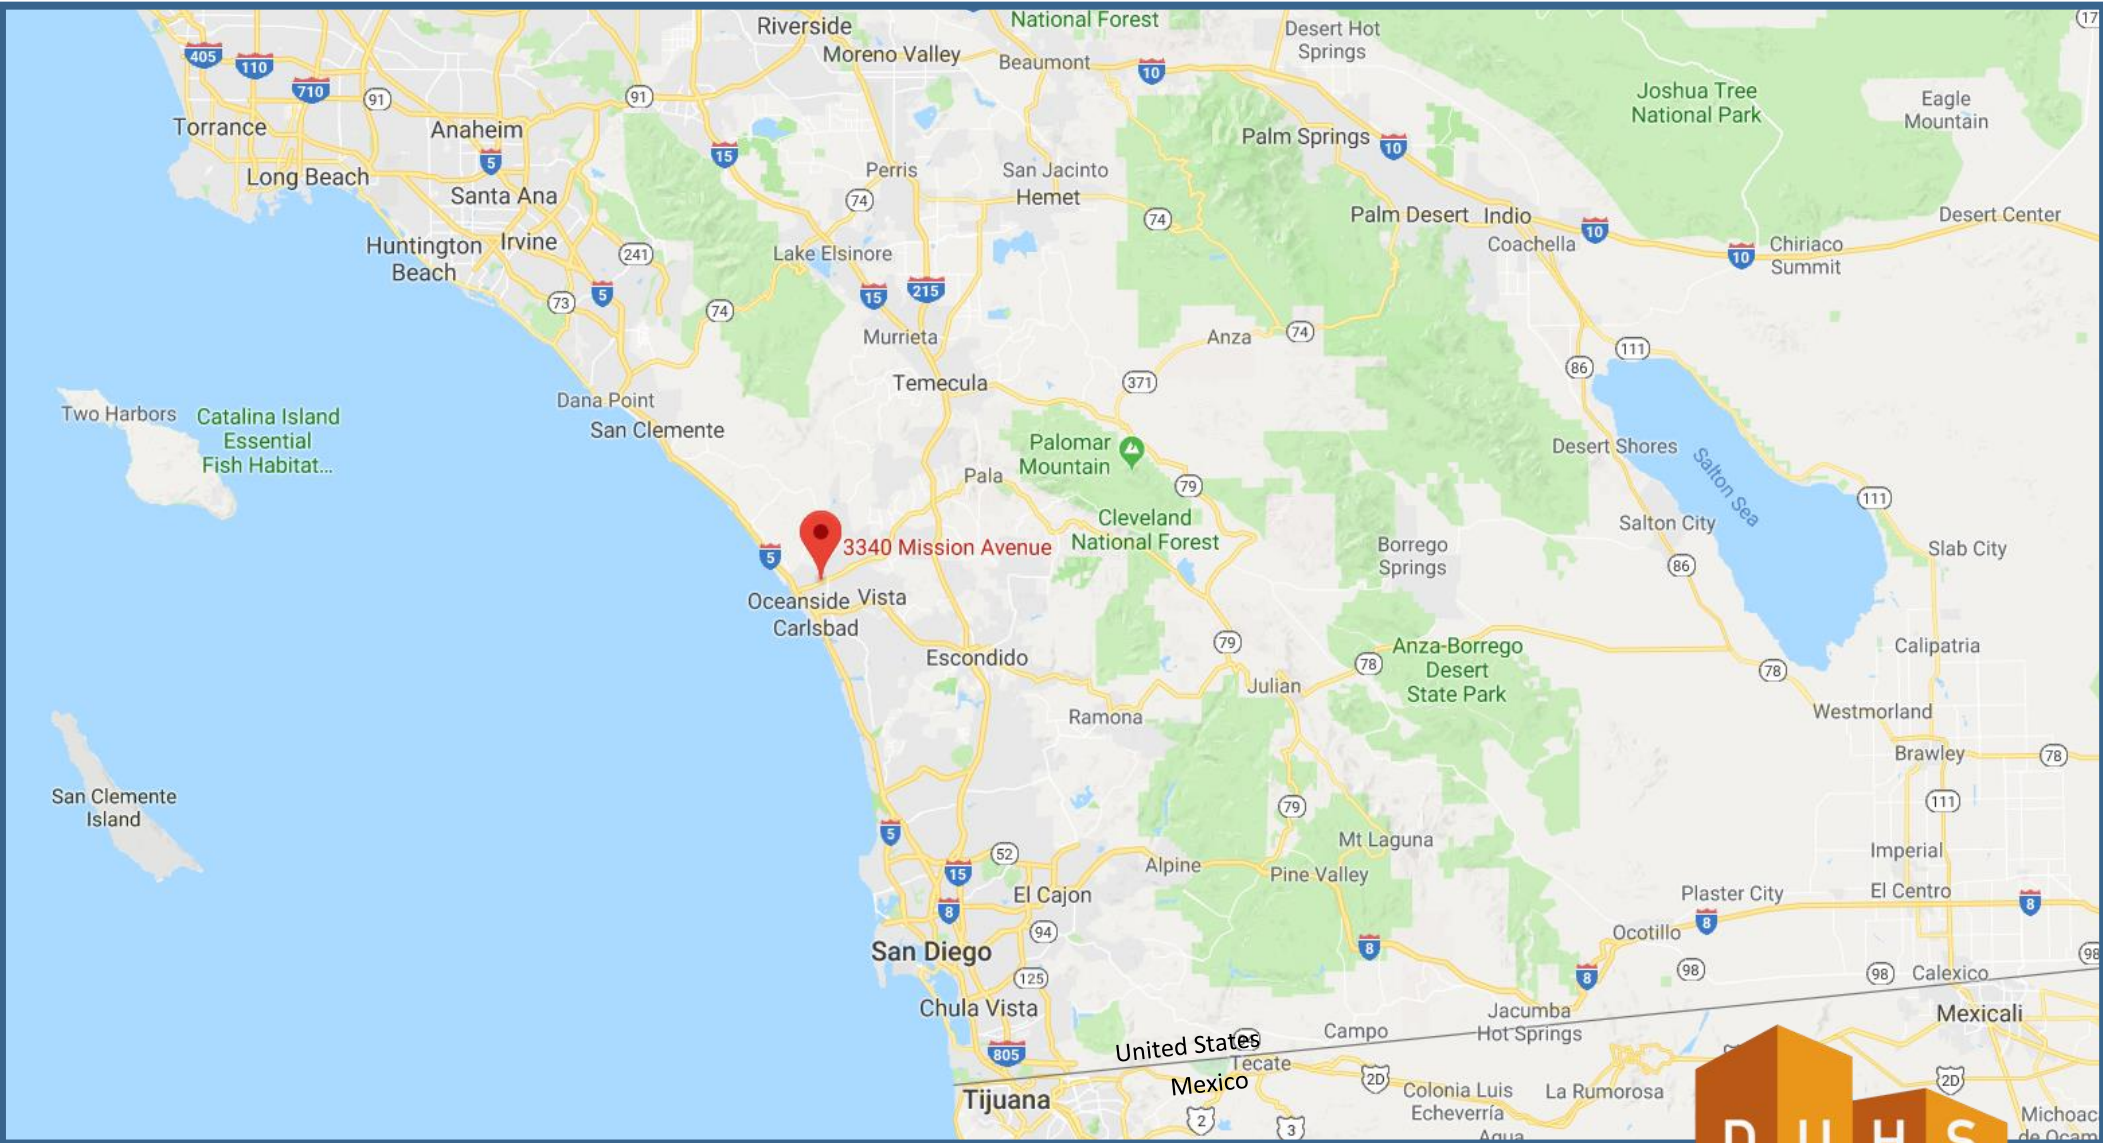 Riverside
National Forest
Desert Hot
Springs
17
Moreno Valley
Beaumont
405
110
710
91
91
10
Joshua Tree
National Park
Eagle
Mountain
Torrance
Anaheim
5
15
Palm Springs
10
Long Beach
Santa Ana
Perris
San Jacinto
Hemet
74
74
Palm Desert
Indio
Coachella
10
Desert Center
Huntington
Beach
Irvine
241
Lake Elsinore
10
Chiriaco
Summit
73
5
74
15
215
Murrieta
Anza
74
111
86
Temecula
371
Dana Point
San Clemente
Two Harbors
Catalina Island
Essential
Fish Habitat...
Palomar
Mountain
Pala
79
Desert Shores
Salton Sea
111
Cleveland
National Forest
Salton City
5
3340 Mission Avenue
Borrego
Springs
86
Slab City
Oceanside
Vista
Carlsbad
Escondido
79
78
Anza-Borrego
Desert
State Park
Calipatria
78
Julian
Ramona
Westmorland
Brawley
78
San Clemente
Island
79
111
5
52
15
Mt Laguna
Alpine
Pine Valley
Imperial
El Cajon
8
Plaster City
El Centro
8
8
94
Ocotillo
San Diego
8
125
8
98
98
Calexico
98
Chula Vista
Jacumba
Hot Springs
Mexicali
Campo
United States
805
Tecate
Mexico
2D
2D
Tijuana
Colonia Luis
Echeverría
Agua
La Rumorosa
2
3
Michoac
de Ocam
D U H S